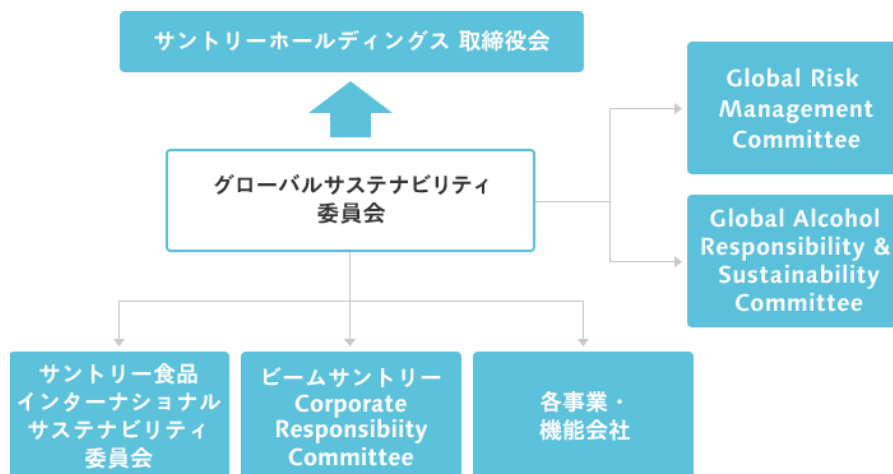 サントリーホールディングス 取締役会
グローバルサステナビリティ
委員会
Global Risk
Management
Committee
Global Alcohol
Responsibility &
Sustainability
Committee
サントリー食品
インターナショナル
サステナビリティ
委員会
ビームサントリー
Corporate
Responsibiity
Committee
各事業・
機能会社